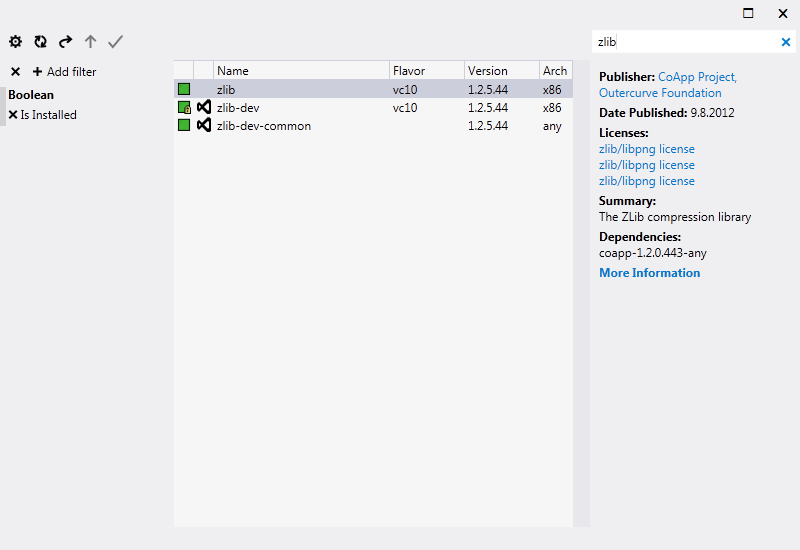 zlib
Add filter
Boolean
Is Installed
Name Flavor Version Arch
zlib vc10 1.2.5.44 x86
zlib-dev vc10 1.2.5.44 x86
zlib-dev-common 1.2.5.44 any
Publisher: CoApp Project,
Outercurve Foundation
Date Published: 9.8.2012
Licenses:
zlib/libpng license
zlib/libpng license
zlib/libpng license
Summary:
The ZLib compression library
Dependencies:
coapp-1.2.0.443-any
More Information